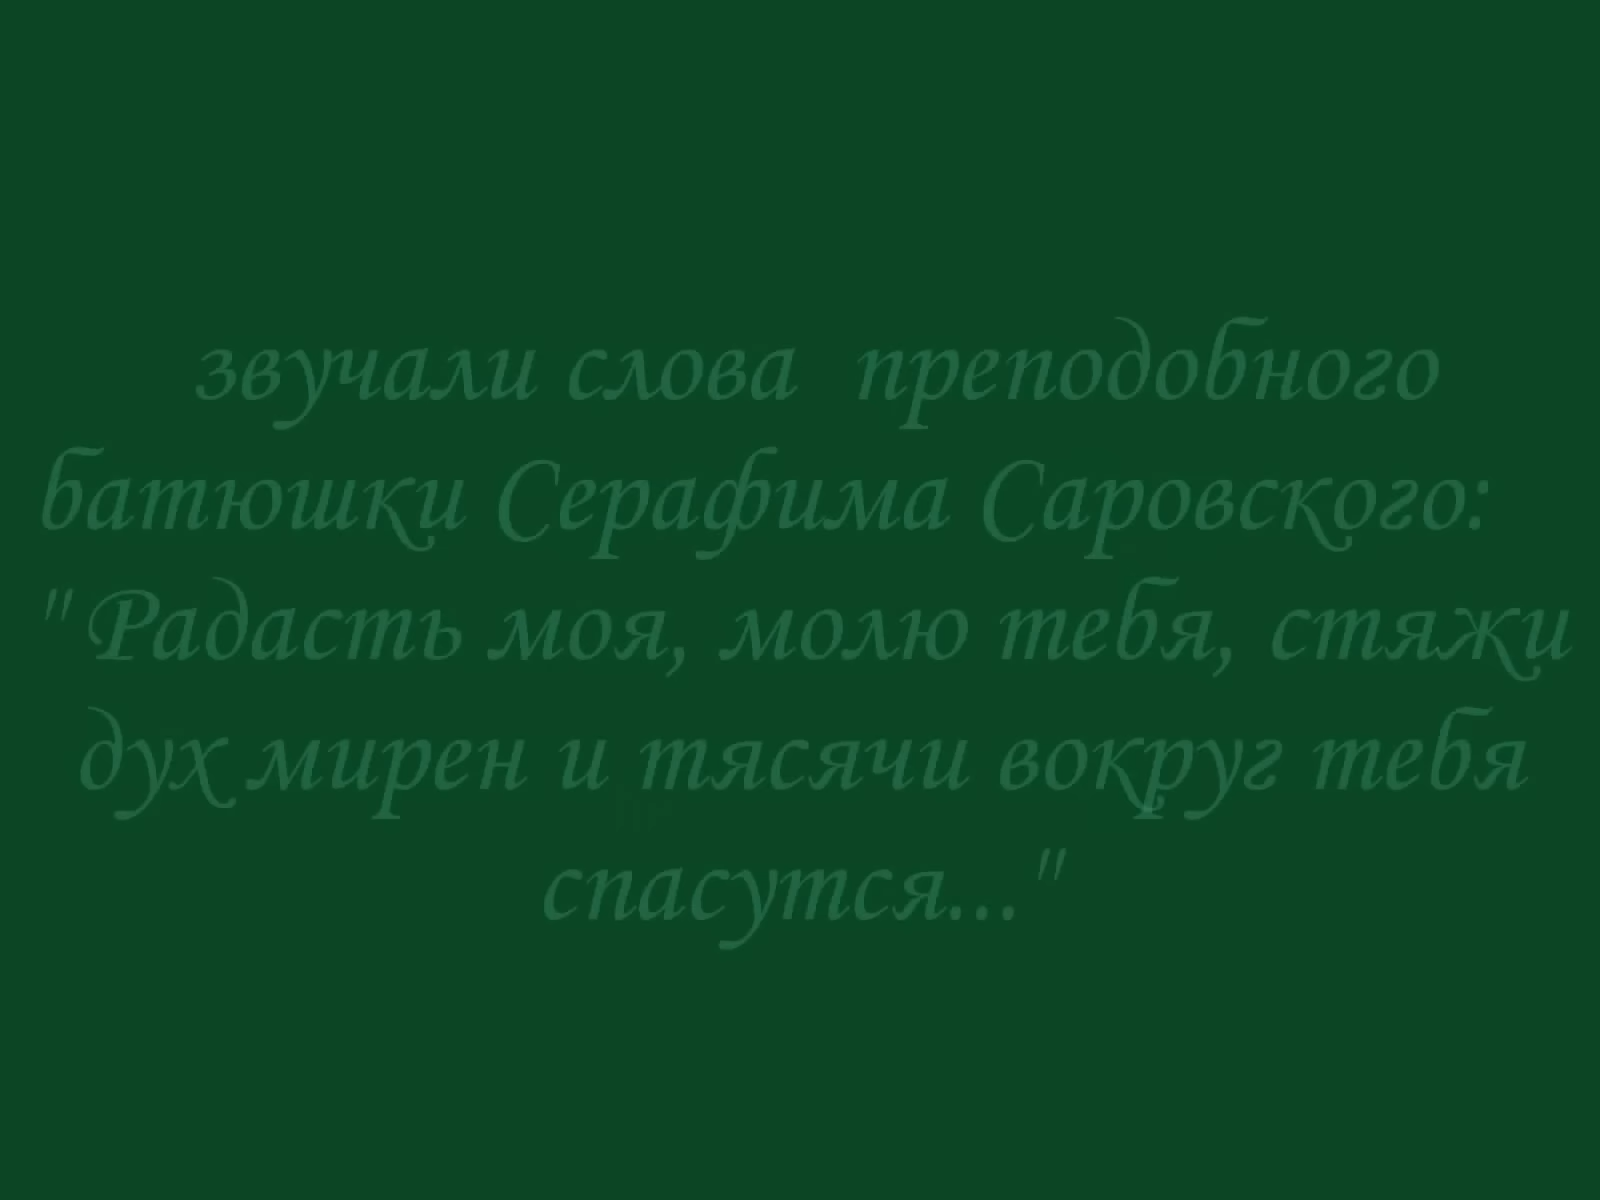 звучали слова преподобного
батюшки Серафима Саровского:
"Радасть моя, молю тебя, стяжи
дух мирен и тясячи вокруг тебя
спасутся..."